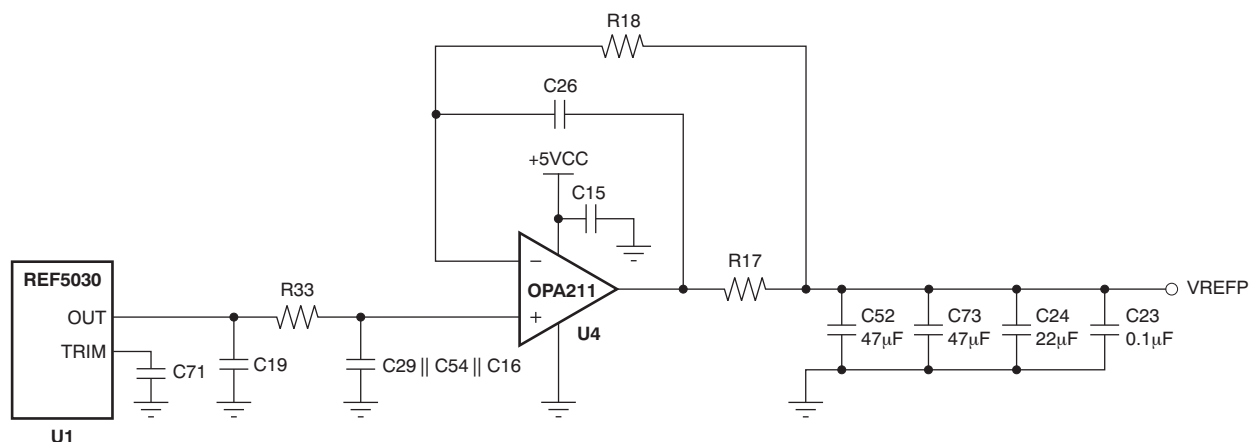 R18
C26
+5VCC
C15
REF5030
OUT
TRIM
U1
C71
C19
R33
C29 || C54 || C16
−
+
OPA211
U4
R17
C52
47μF
C73
47μF
C24
22μF
C23
0.1μF
VREFP